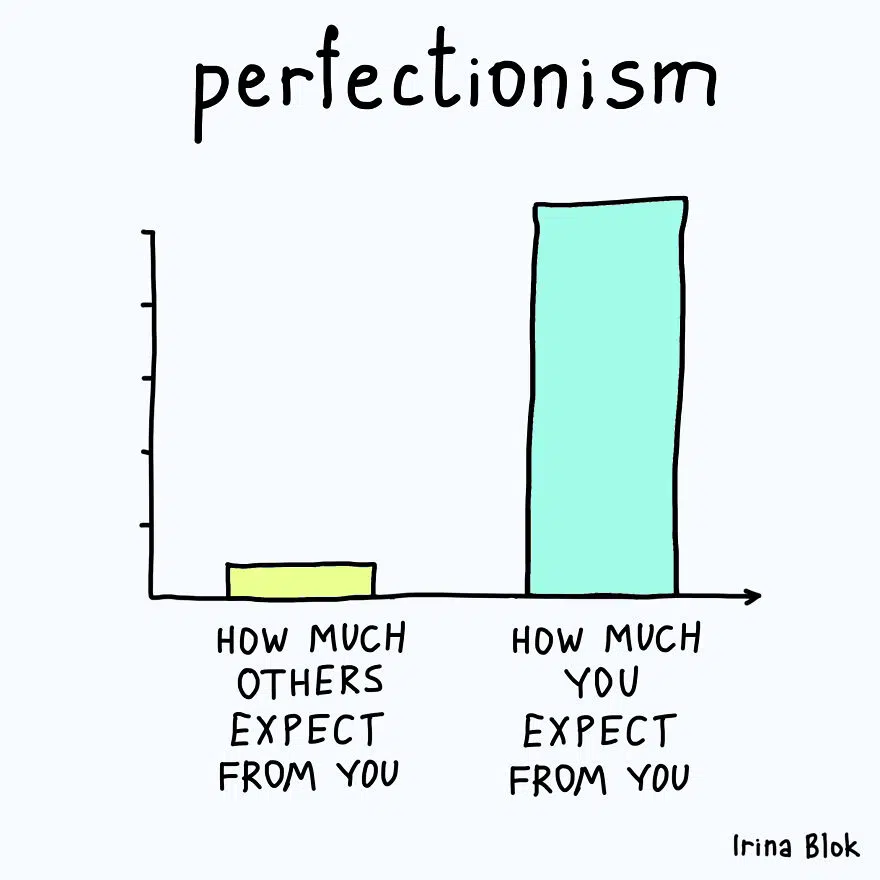 perfectionism
HOW MUCH
OTHERS
EXPECT
FROM YOU
HOW MUCH
YOU
EXPECT
FROM YOU
Irina Blok